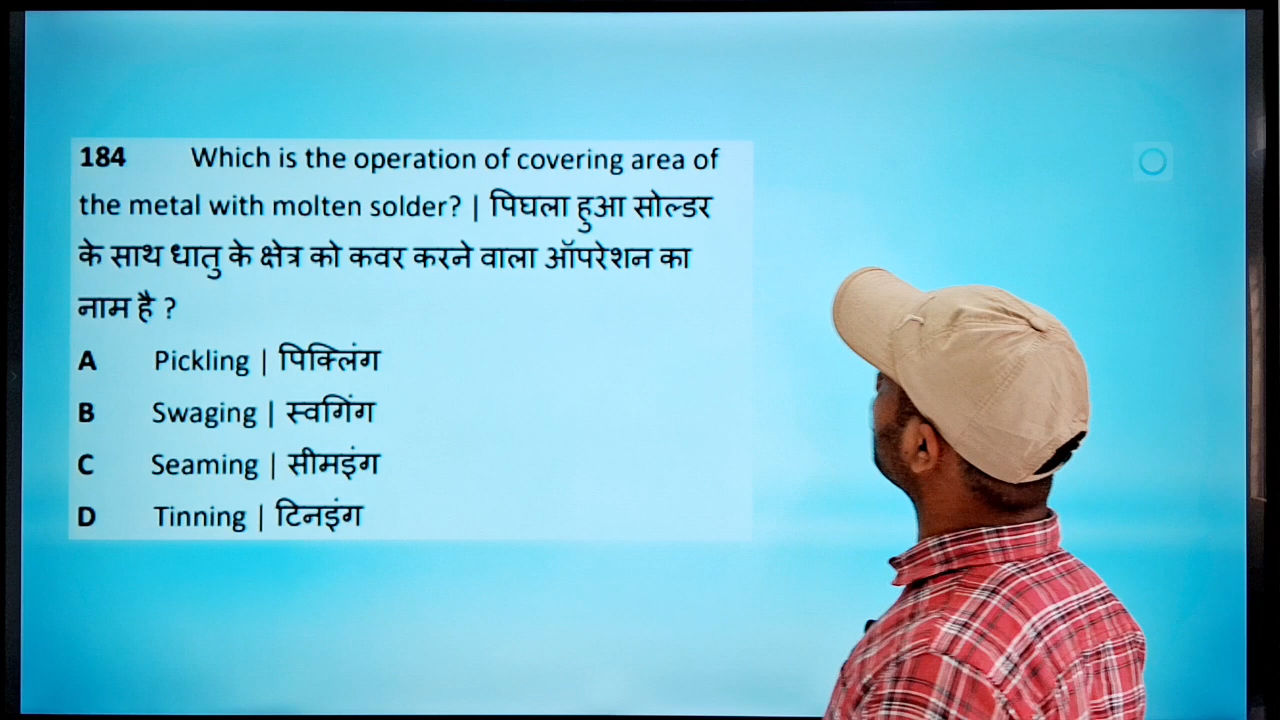 184 Which is the operation of covering area of
the metal with molten solder? | पिघला हुआ सोल्डर
के साथ धातु के क्षेत्र को कवर करने वाला ऑपरेशन का
नाम है ?
A Pickling | पिक्लिंग
B Swaging | स्वगिंग
C Seaming | सीमइंग
D Tinning | टिनइंग